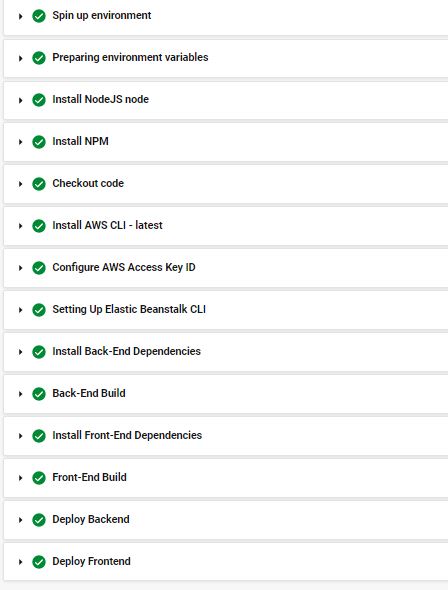 Spin up environment
Preparing environment variables
Install NodeJS node
Install NPM
Checkout code
Install AWS CLI - latest
Configure AWS Access Key ID
Setting Up Elastic Beanstalk CLI
Install Back-End Dependencies
Back-End Build
Install Front-End Dependencies
Front-End Build
Deploy Backend
Deploy Frontend